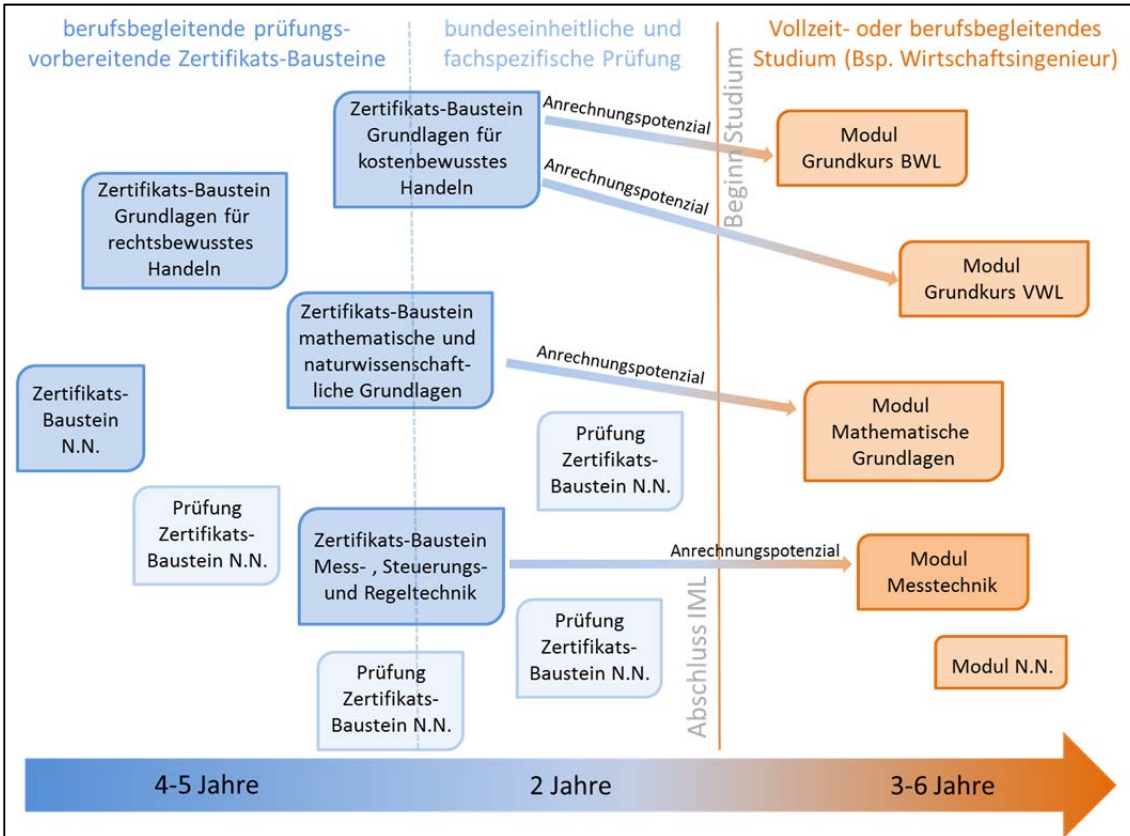 berufsbegleitende prüfungs-
vorbereitende Zertifikats-Bausteine
bundeseinheitliche und
fachspezifische Prüfung
Vollzeit- oder berufsbegleitendes
Studium (Bsp. Wirtschaftsingenieur)
Zertifikats-Baustein
Grundlagen für
kostenbewusstes
Handeln
Anrechnungspotenzial
Anrechnungspotenzial
Beginn Studium
Modul
Grundkurs BWL
Zertifikats-Baustein
Grundlagen für
rechtsbewusstes
Handeln
Modul
Grundkurs VWL
Zertifikats-Baustein
mathematische und
naturwissenschaft-
liche Grundlagen
Anrechnungspotenzial
Modul
Mathematische
Grundlagen
Zertifikats-
Baustein
N.N.
Prüfung
Zertifikats-
Baustein N.N.
Prüfung
Zertifikats-
Baustein N.N.
Zertifikats-Baustein
Mess- , Steuerungs-
und Regeltechnik
Anrechnungspotenzial
Modul
Messtechnik
Abschluss IML
Prüfung
Zertifikats-
Baustein N.N.
Prüfung
Zertifikats-
Baustein N.N.
Modul N.N.
4-5 Jahre
2 Jahre
3-6 Jahre